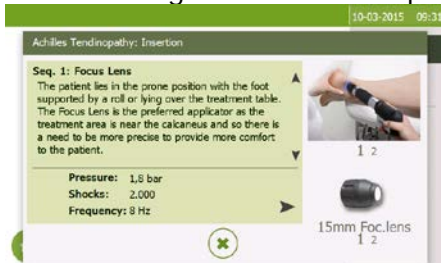 10-03-2015 09:31
Achilles Tendinopathy: Insertion
Seq. 1: Focus Lens
The patient lies in the prone position with the foot
supported by a roll or lying over the treatment table.
The Focus Lens is the preferred applicator as the
treatment area is near the calcaneus and so there is
a need to be more precise to provide more comfort
to the patient.
1 2
Pressure: 1,8 bar
Shocks: 2.000
Frequency: 8 Hz
15mm Foc.lens
1 2